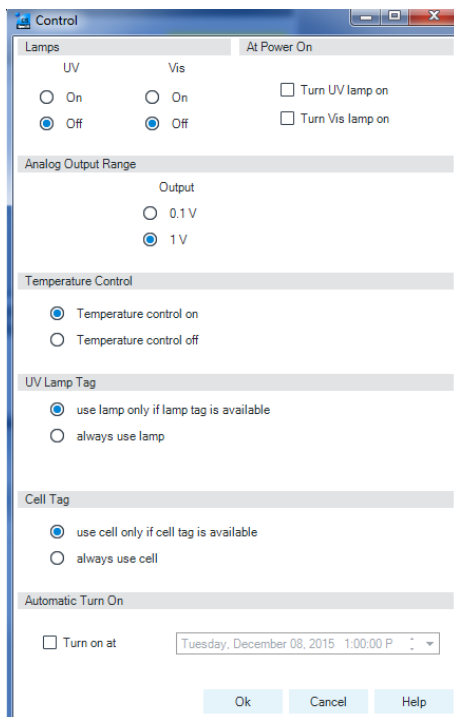 Control
Lamps
At Power On
UV Vis
On On
Off Off
Turn UV lamp on
Turn Vis lamp on
Analog Output Range
Output
0.1 V
1 V
Temperature Control
Temperature control on
Temperature control off
UV Lamp Tag
use lamp only if lamp tag is available
always use lamp
Cell Tag
use cell only if cell tag is available
always use cell
Automatic Turn On
Turn on at Tuesday, December 08, 2015 1:00:00 P
Ok Cancel Help